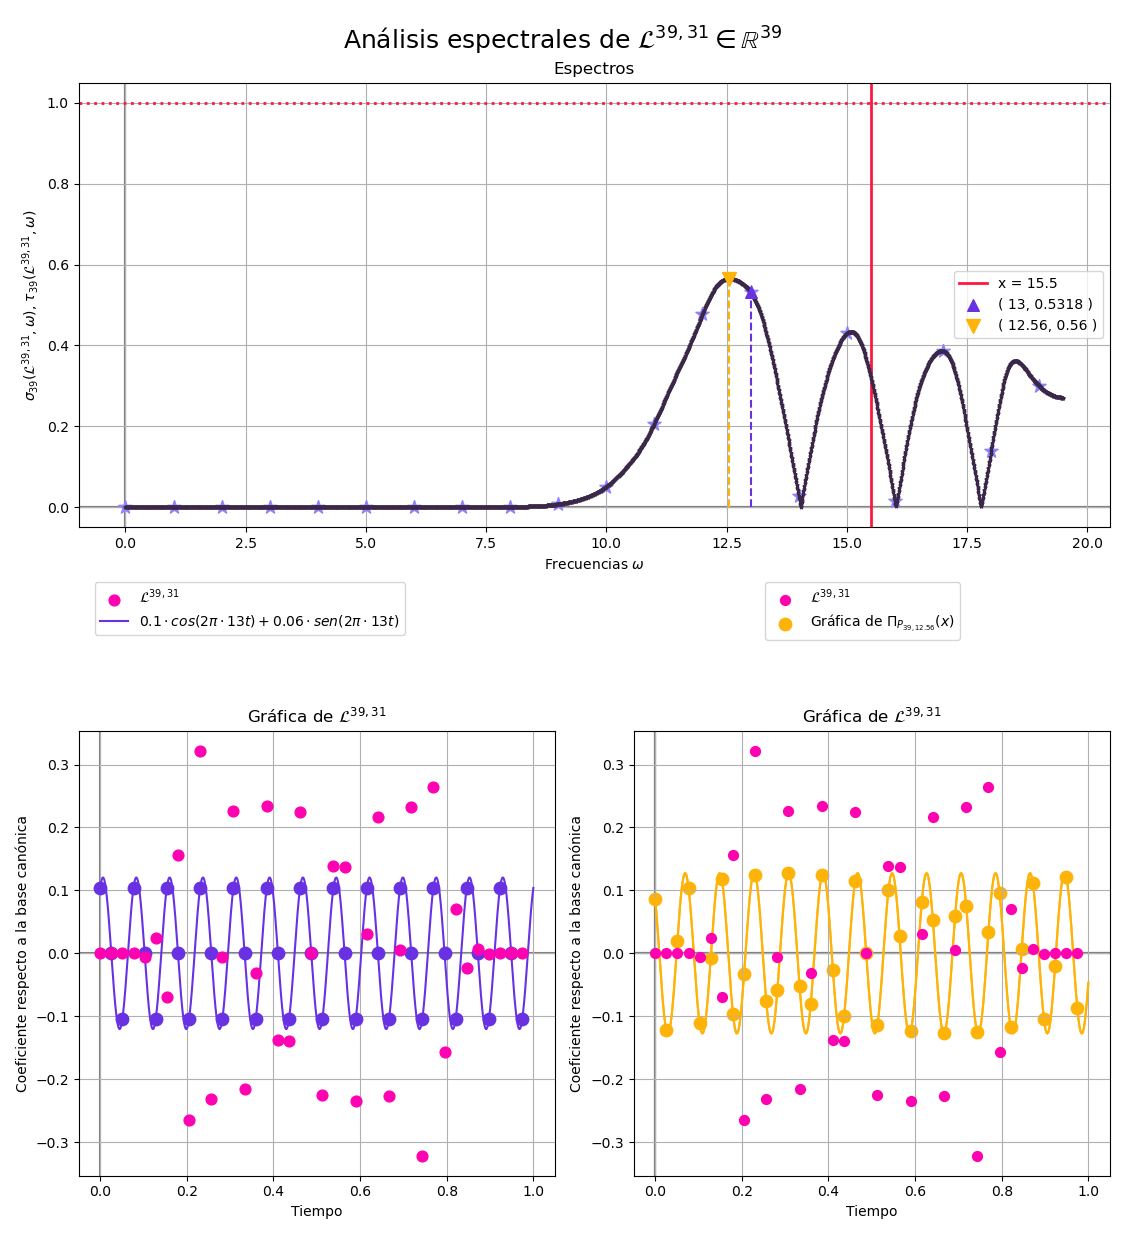 Análisis espectrales de 𝓛^{39,31} ∈ ℝ^{39}
Espectros
1.0
0.8
0.6
0.4
0.2
0.0
σ_{39}(𝓛^{39,31}, ω), τ_{39}(𝓛^{39,31}, ω)
x = 15.5
( 13, 0.5318 )
( 12.56, 0.56 )
0.0 2.5 5.0 7.5 10.0 12.5 15.0 17.5 20.0
Frecuencias ω
𝓛^{39,31}
0.1 · cos(2π · 13t) + 0.06 · sen(2π · 13t)
𝓛^{39,31}
Gráfica de Π_{P_{39,12.56}}(x)
Gráfica de 𝓛^{39,31}
0.3
0.2
0.1
0.0
−0.1
−0.2
−0.3
Coeficiente respecto a la base canónica
0.0 0.2 0.4 0.6 0.8 1.0
Tiempo
Gráfica de 𝓛^{39,31}
0.3
0.2
0.1
0.0
−0.1
−0.2
−0.3
Coeficiente respecto a la base canónica
0.0 0.2 0.4 0.6 0.8 1.0
Tiempo